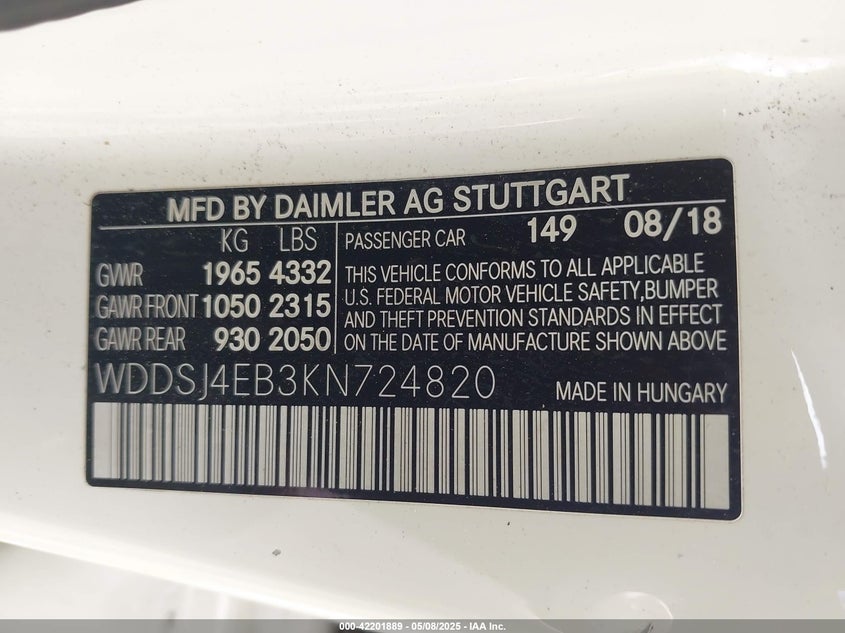 MFD BY DAIMLER AG STUTTGART
KG LBS
GVWR 1965 4332
GAWR FRONT 1050 2315
GAWR REAR 930 2050
PASSENGER CAR 149 08/18
THIS VEHICLE CONFORMS TO ALL APPLICABLE
U.S. FEDERAL MOTOR VEHICLE SAFETY,BUMPER
AND THEFT PREVENTION STANDARDS IN EFFECT
ON THE DATE OF MANUFACTURE SHOWN ABOVE
WDDSJ4EB3KN724820 MADE IN HUNGARY
000-42201889 - 05/08/2025 - IAA Inc.